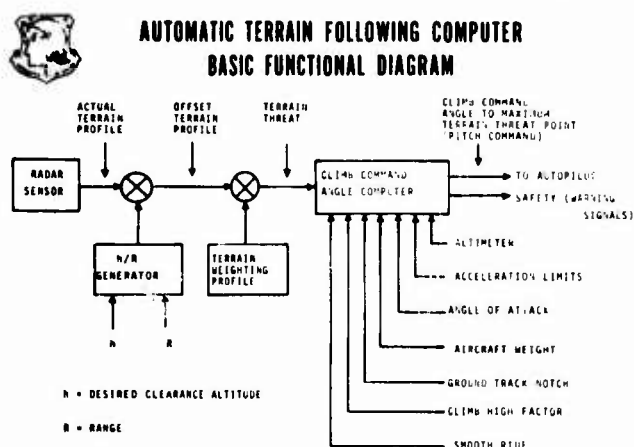 AUTOMATIC TERRAIN FOLLOWING COMPUTER
BASIC FUNCTIONAL DIAGRAM
ACTUAL
TERRAIN
PROFILE
OFFSET
TERRAIN
PROFILE
TERRAIN
THREAT
CLIMB COMMAND
ANGLE TO MAXIMUM
TERRAIN THREAT POINT
(PITCH COMMAND)
RADAR
SENSOR
CLIMB COMMAND
ANGLE COMPUTER
TO AUTOPILOT
SAFETY (WARNING
SIGNALS)
h/R
GENERATOR
TERRAIN
WEIGHTING
PROFILE
ALTIMETER
ACCELERATION LIMITS
ANGLE OF ATTACK
AIRCRAFT WEIGHT
GROUND TRACK NOTCH
CLIMB HIGH FACTOR
SMOOTH RIDE
h R
h = DESIRED CLEARANCE ALTITUDE
R = RANGE